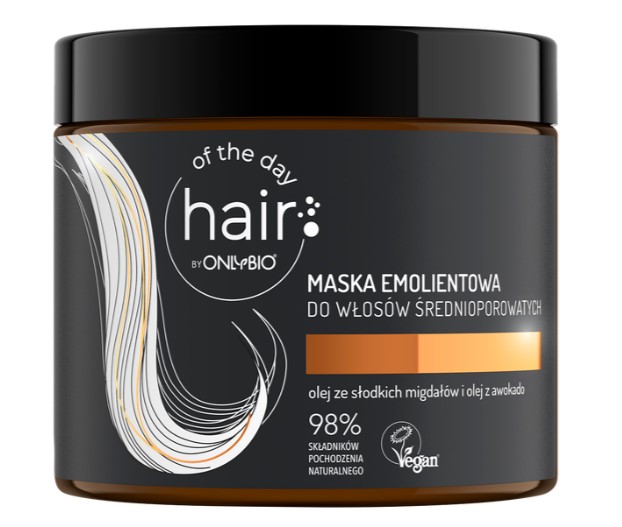 of the day
hair
BY ONLYBIO
MASKA EMOLIENTOWA
DO WŁOSÓW ŚREDNIOPOROWATYCH
olej ze słodkich migdałów i olej z awokado
98%
SKŁADNIKÓW
POCHODZENIA
NATURALNEGO
Vegan